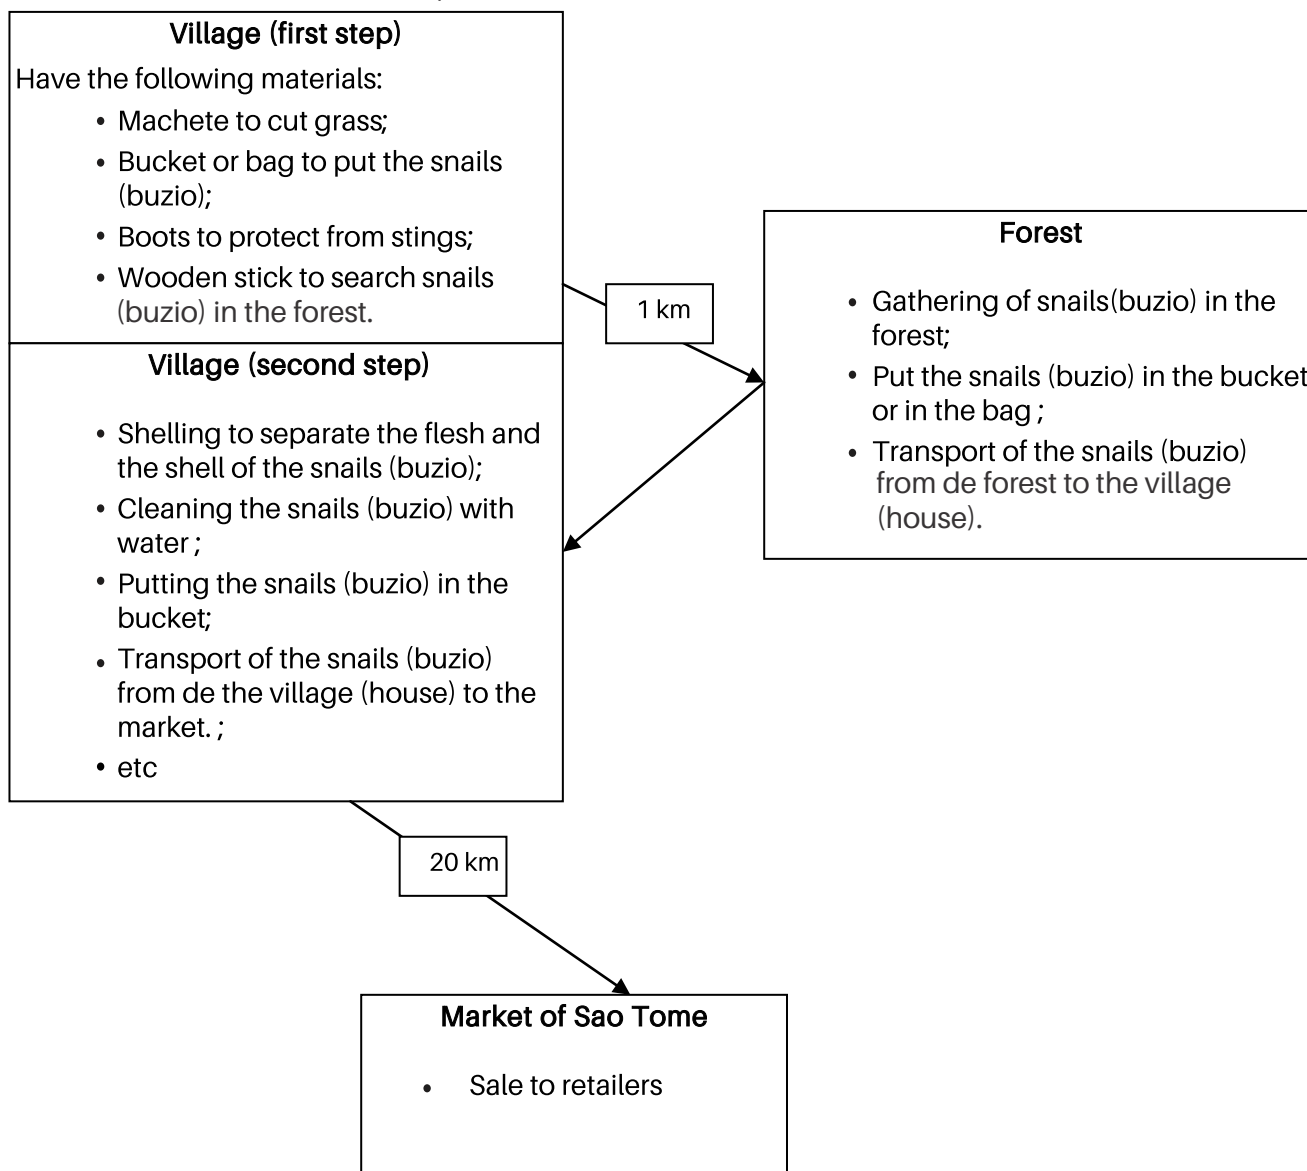 Village (first step)
Have the following materials:
• Machete to cut grass;
• Bucket or bag to put the snails
(buzio);
• Boots to protect from stings;
• Wooden stick to search snails
(buzio) in the forest.
1 km
Forest
• Gathering of snails(buzio) in the
forest;
• Put the snails (buzio) in the bucket
or in the bag ;
• Transport of the snails (buzio)
from de forest to the village
(house).
Village (second step)
• Shelling to separate the flesh and
the shell of the snails (buzio);
• Cleaning the snails (buzio) with
water ;
• Putting the snails (buzio) in the
bucket;
• Transport of the snails (buzio)
from de the village (house) to the
market. ;
• etc
20 km
Market of Sao Tome
• Sale to retailers